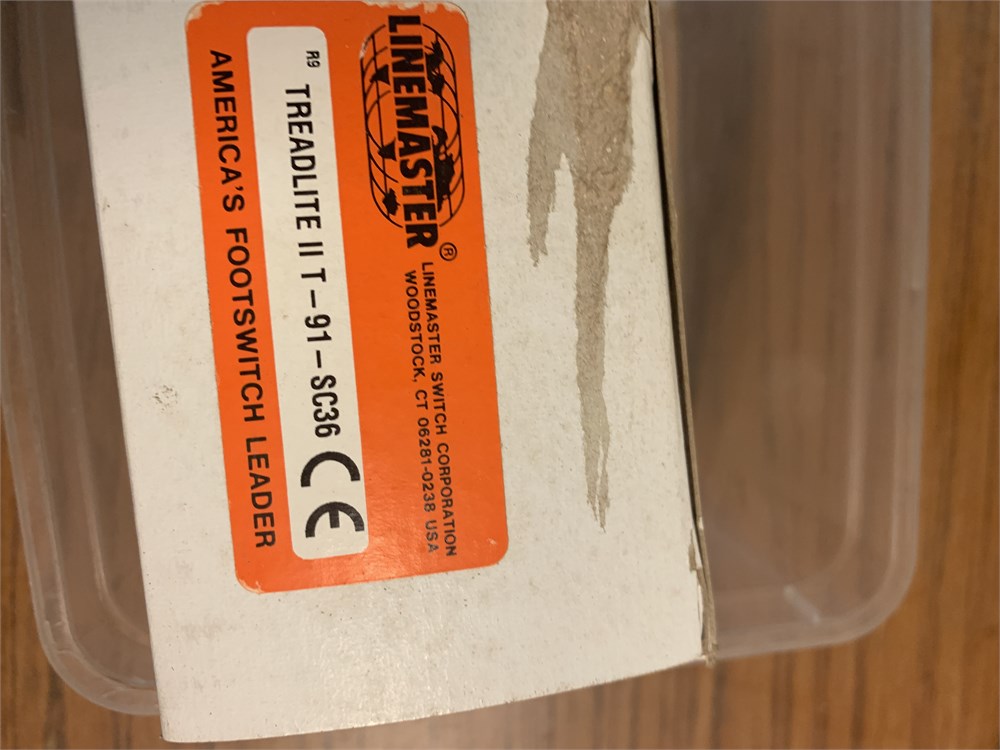 LINEMASTER®
LINEMASTER SWITCH CORPORATION
WOODSTOCK, CT 06281-0238 USA
R9 TREADLITE II T-91-SC36 CE
AMERICA'S FOOTSWITCH LEADER